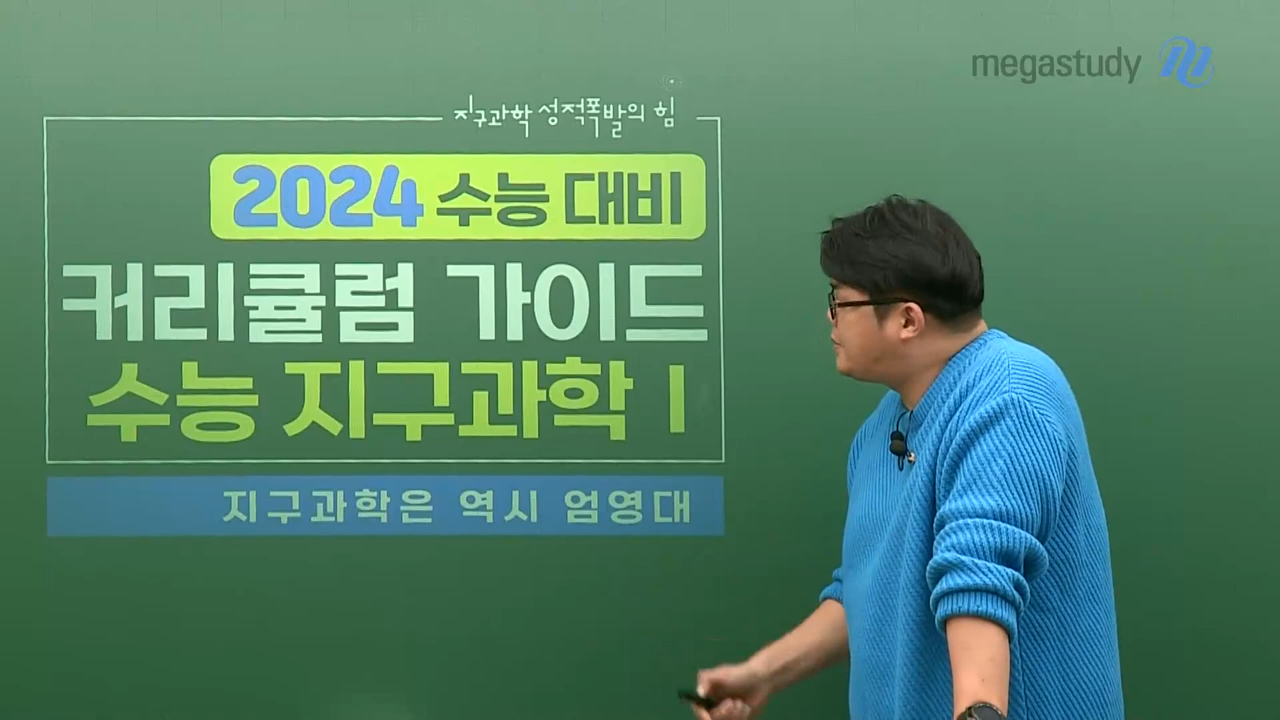 megastudy
지구과학 성적폭발의 힘
2024 수능 대비
커리큘럼 가이드
수능 지구과학 I
지구과학은 역시 엄영대